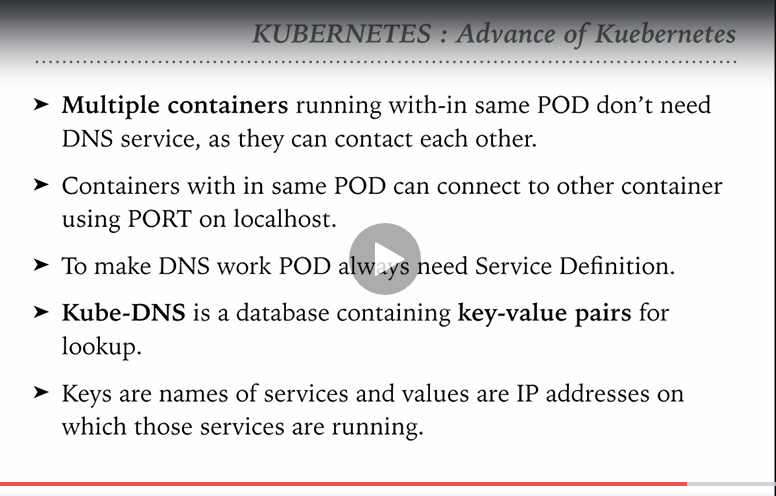 KUBERNETES : Advance of Kuebernetes
➤ Multiple containers running with-in same POD don't need
DNS service, as they can contact each other.
➤ Containers with in same POD can connect to other container
using PORT on localhost.
➤ To make DNS work POD always need Service Definition.
➤ Kube-DNS is a database containing key-value pairs for
lookup.
➤ Keys are names of services and values are IP addresses on
which those services are running.